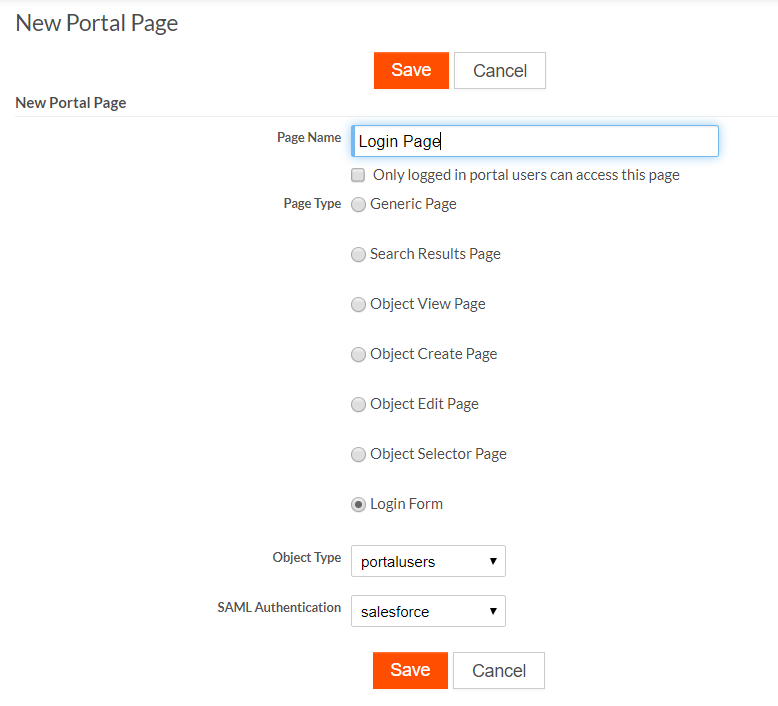 New Portal Page
Save Cancel
New Portal Page
Page Name Login Page
Only logged in portal users can access this page
Page Type Generic Page
Search Results Page
Object View Page
Object Create Page
Object Edit Page
Object Selector Page
Login Form
Object Type portalusers
SAML Authentication salesforce
Save Cancel